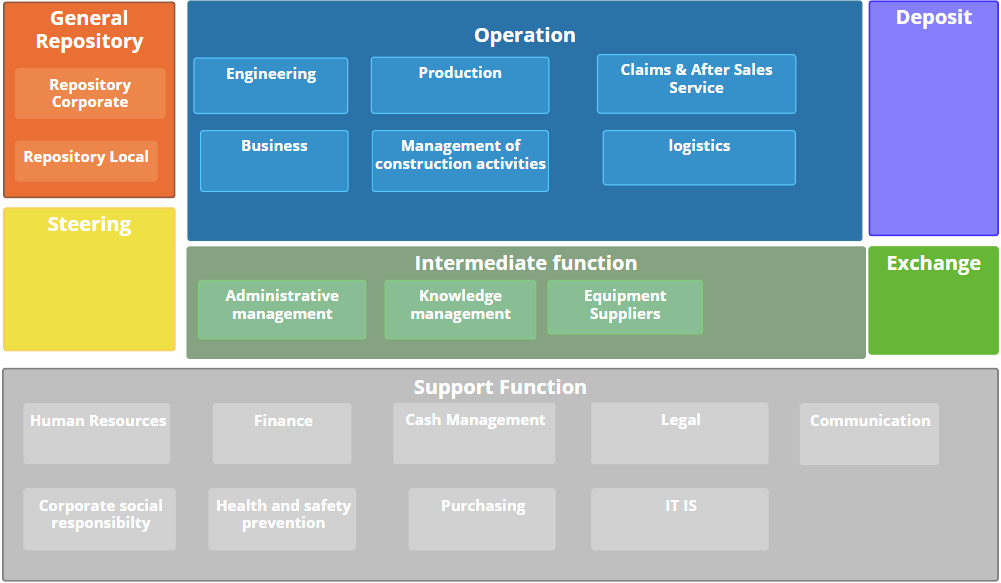 General
Repository
Repository
Corporate
Repository Local
Operation
Engineering
Production
Claims & After Sales
Service
Business
Management of
construction activities
logistics
Deposit
Steering
Intermediate function
Administrative
management
Knowledge
management
Equipment
Suppliers
Exchange
Support Function
Human Resources
Finance
Cash Management
Legal
Communication
Corporate social
responsibilty
Health and safety
prevention
Purchasing
IT IS